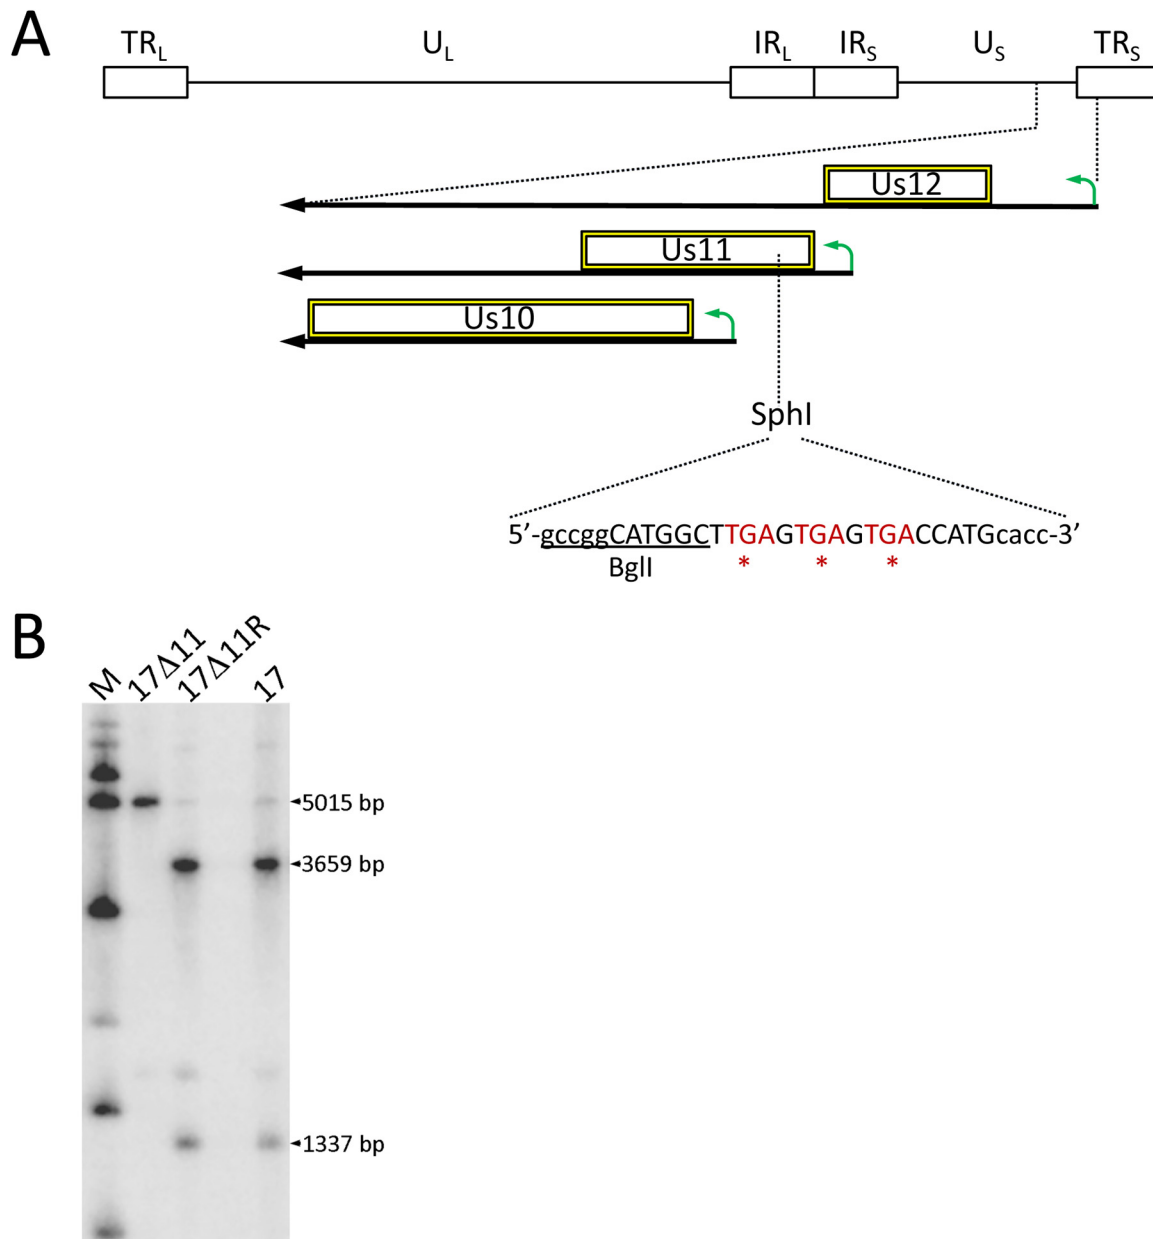 A
TRL UL IRL IRS US TRS
Us12
Us11
Us10
SphI
5’-gccggCATGGCTTGAGTGAGTGACCATGcacc-3’
* * *
BglI
B
M 17Δ11 17Δ11R 17
5015 bp
3659 bp
1337 bp